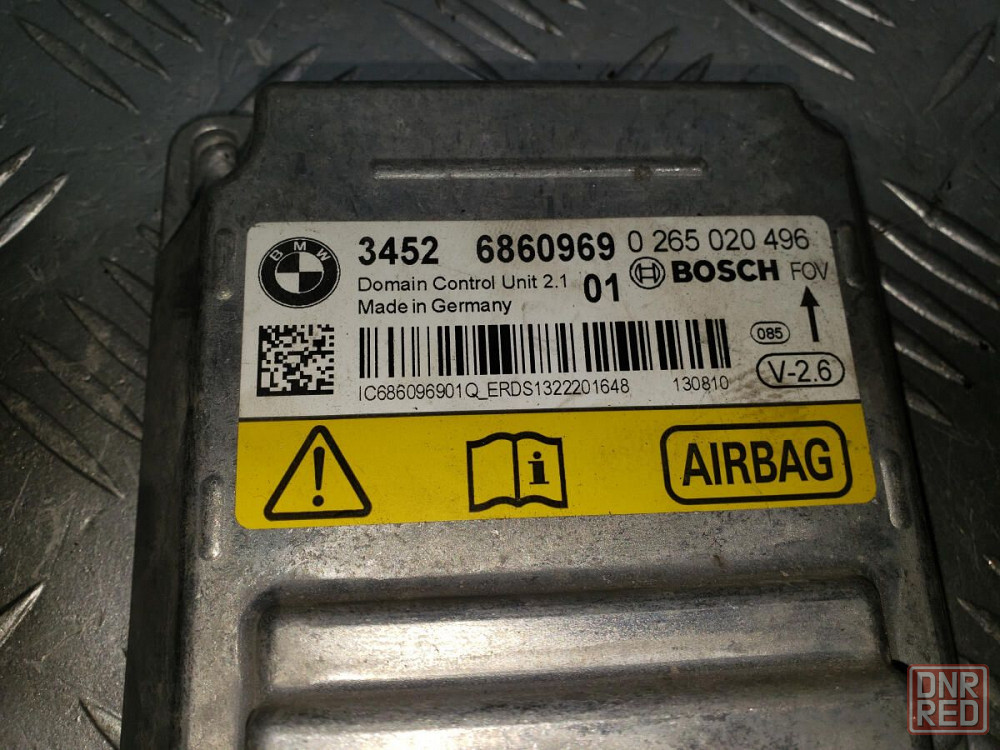 BMW
3452 6860969 0 265 020 496
Domain Control Unit 2.1 01 BOSCH FOV
Made in Germany
085
V-2.6
IC686096901Q_ERDS1322201648 130810
AIRBAG
DNR
RED